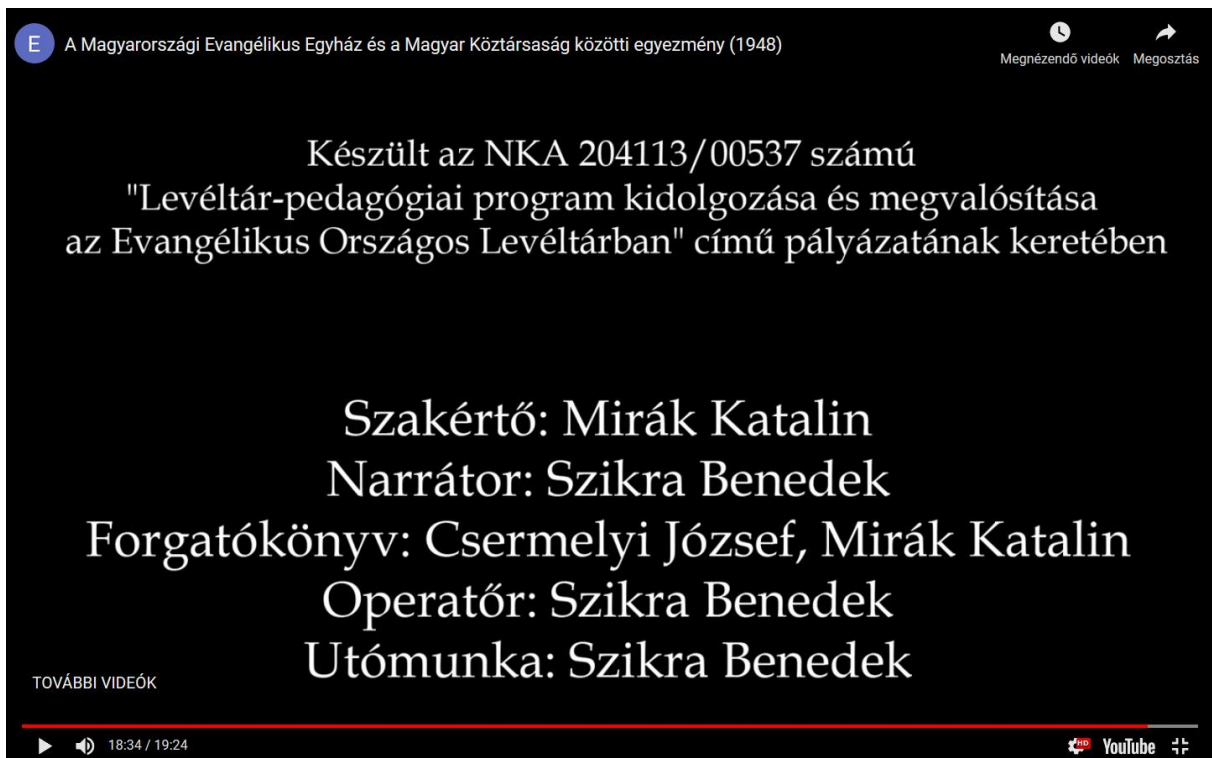 E
A Magyarországi Evangélikus Egyház és a Magyar Köztársaság közötti egyezmény (1948)
Megnézendő videók
Megosztás
Készült az NKA 204113/00537 számú
"Levéltár-pedagógiai program kidolgozása és megvalósítása
az Evangélikus Országos Levéltárban" című pályázatának keretében
Szakértő: Mirák Katalin
Narrátor: Szikra Benedek
Forgatókönyv: Csermelyi József, Mirák Katalin
Operatőr: Szikra Benedek
Utómunka: Szikra Benedek
TOVÁBBI VIDEÓK
18:34 / 19:24
HD
YouTube